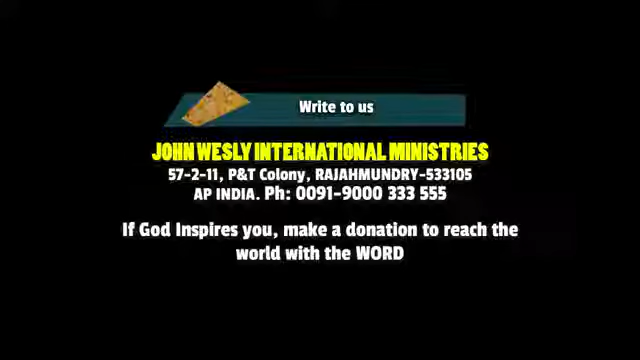 Write to us
JOHN WESLY INTERNATIONAL MINISTRIES
57-2-11, P&T Colony, RAJAHMUNDRY-533105
AP INDIA. Ph: 0091-9000 333 555
If God Inspires you, make a donation to reach the
world with the WORD